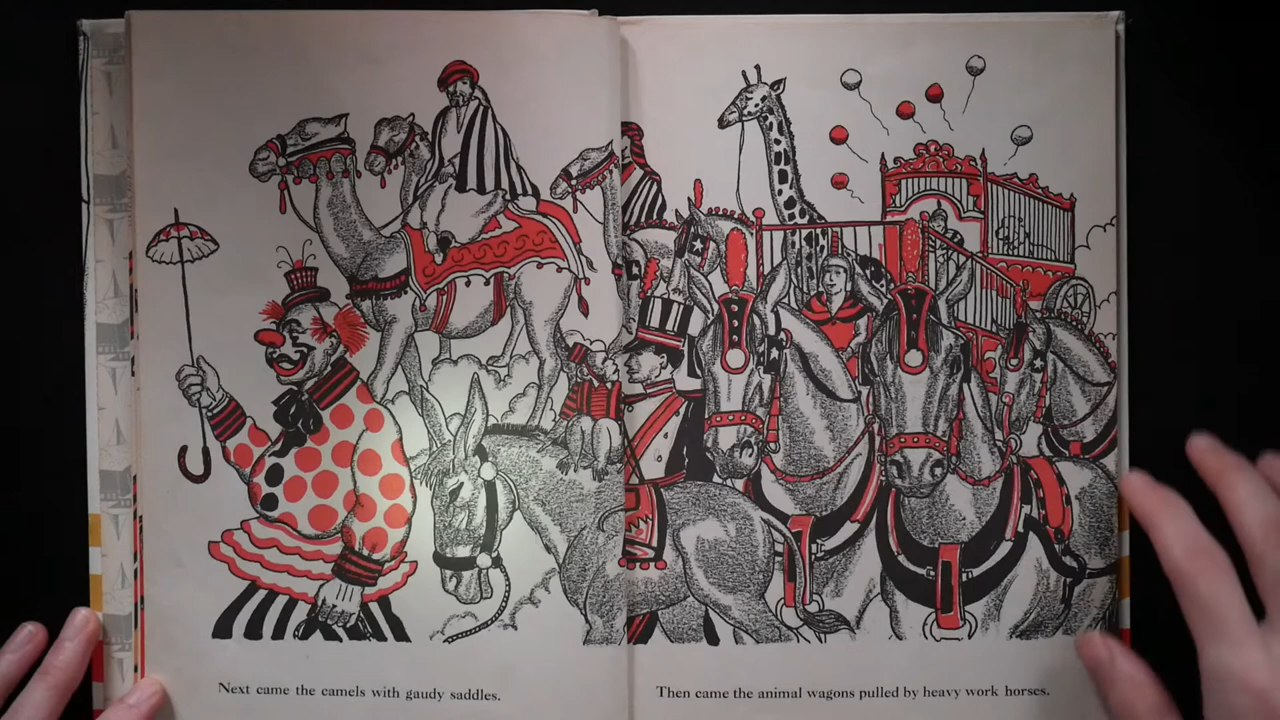 Next came the camels with gaudy saddles.
Then came the animal wagons pulled by heavy work horses.